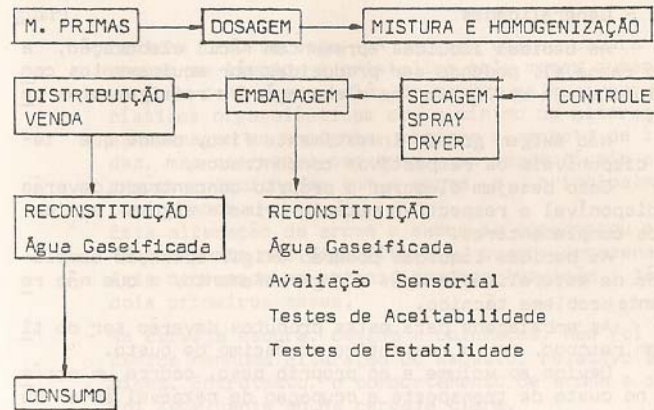 M. PRIMAS DOSAGEM MISTURA E HOMOGENIZAÇÃO
DISTRIBUIÇÃO
VENDA
EMBALAGEM
SECAGEM
SPRAY
DRYER
CONTROLE
RECONSTITUIÇÃO
Água Gaseificada
RECONSTITUIÇÃO
Água Gaseificada
Avaliação Sensorial
Testes de Aceitabilidade
Testes de Estabilidade
CONSUMO